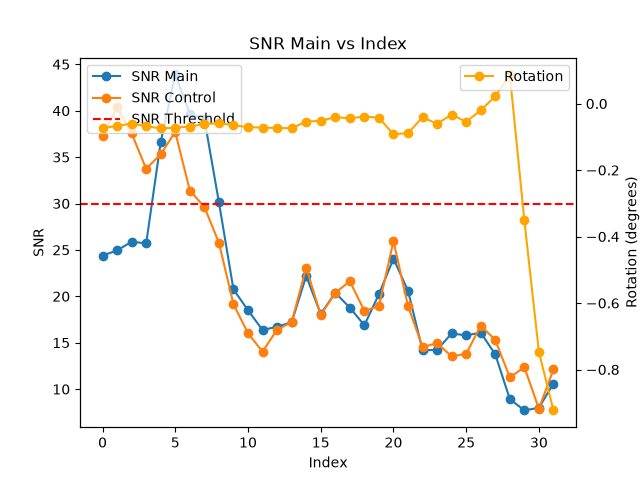 SNR Main vs Index
SNR Main
SNR Control
SNR Threshold
Rotation
45
40
35
30
25
20
15
10
SNR
0.0
−0.2
−0.4
−0.6
−0.8
Rotation (degrees)
0 5 10 15 20 25 30
Index